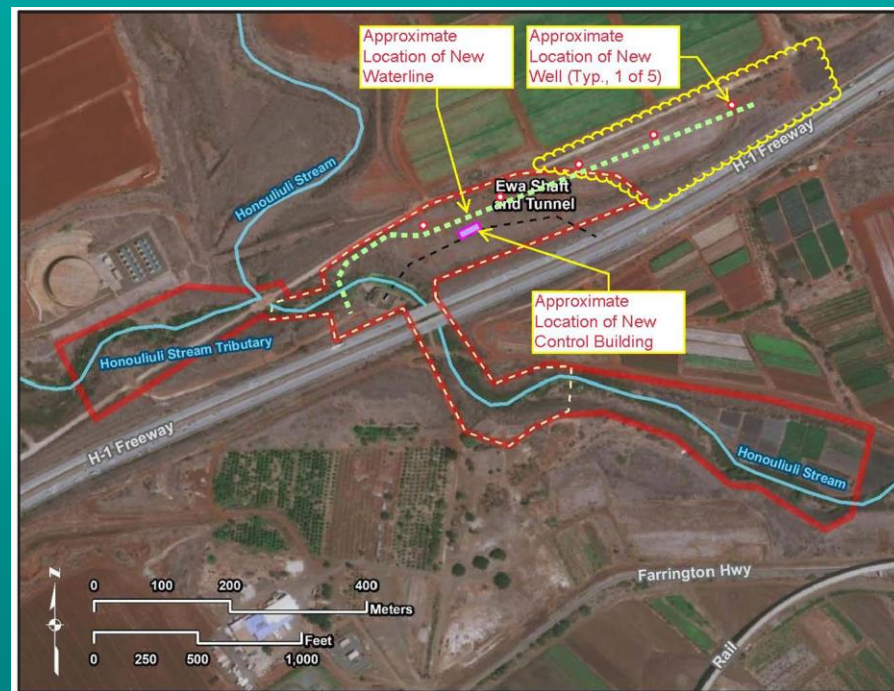 Approximate
Location of New
Waterline
Approximate
Location of New
Well (Typ., 1 of 5)
H-1 Freeway
Honouliuli Stream
Ewa Shaft
and Tunnel
Approximate
Location of New
Control Building
Honouliuli Stream Tributary
H-1 Freeway
Honouliuli Stream
Farrington Hwy
Rail
N
0 100 200 400
Meters
Feet
0 250 500 1,000